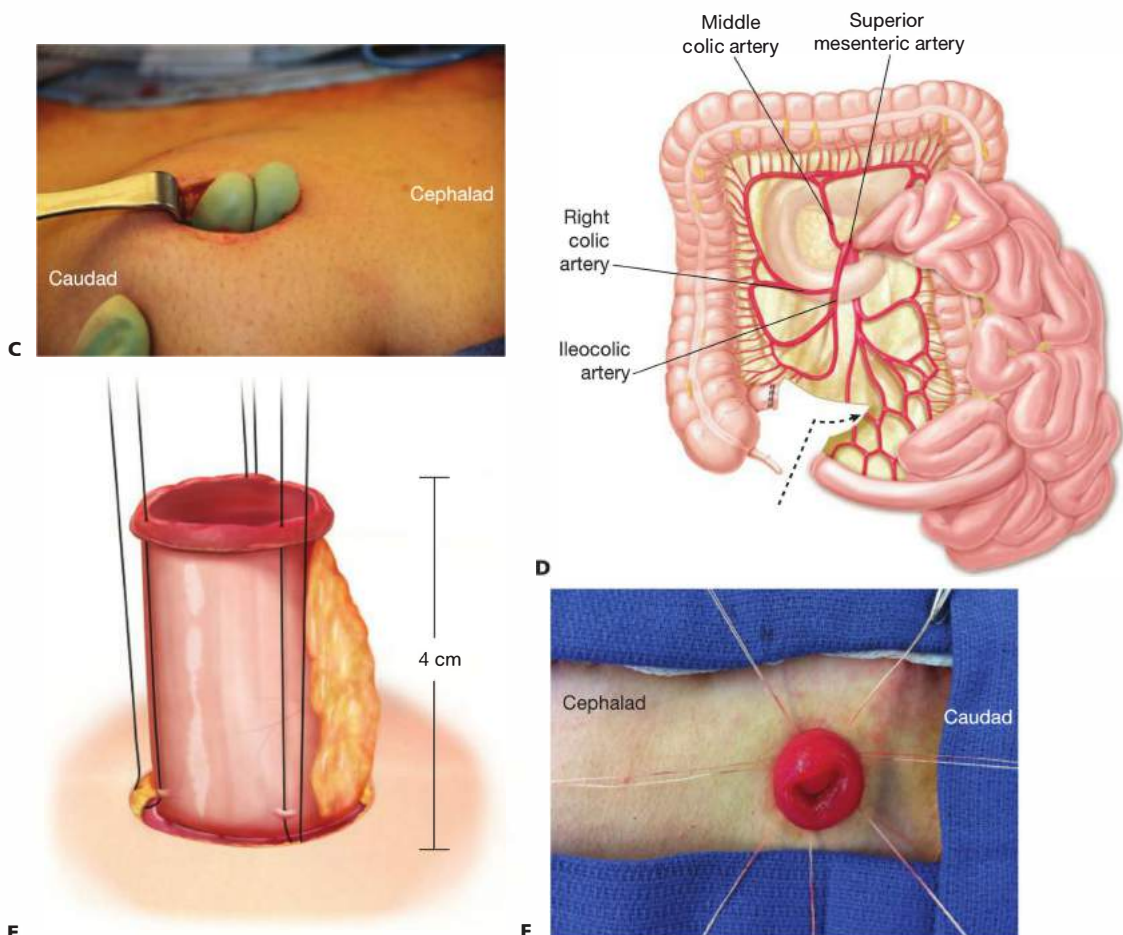 Middle
colic artery
Superior
mesenteric artery
Cephalad
Caudad
C
Right
colic
artery
Ileocolic
artery
D
4 cm
Cephalad
Caudad